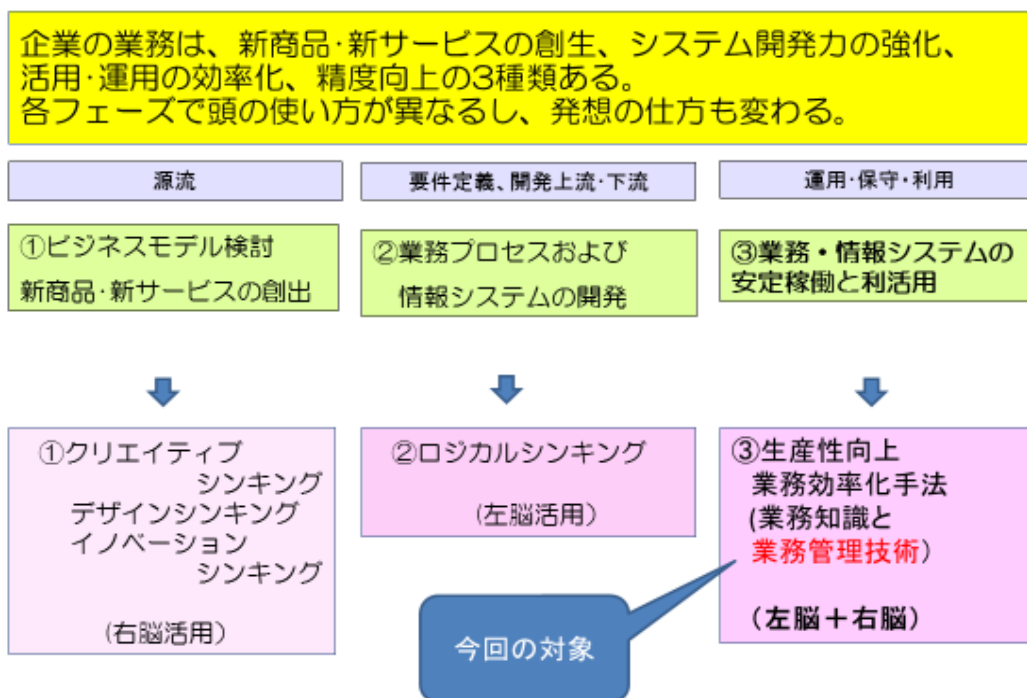 企業の業務は、新商品･新サービスの創生、システム開発力の強化、
活用･運用の効率化、精度向上の3種類ある。
各フェーズで頭の使い方が異なるし、発想の仕方も変わる。
源流
要件定義、開発上流･下流
運用･保守･利用
①ビジネスモデル検討
新商品･新サービスの創出
②業務プロセスおよび
情報システムの開発
③業務・情報システムの
安定稼働と利活用
①クリエイティブ
シンキング
デザインシンキング
イノベーション
シンキング
(右脳活用)
②ロジカルシンキング
(左脳活用)
③生産性向上
業務効率化手法
(業務知識と
業務管理技術)
(左脳＋右脳)
今回の対象